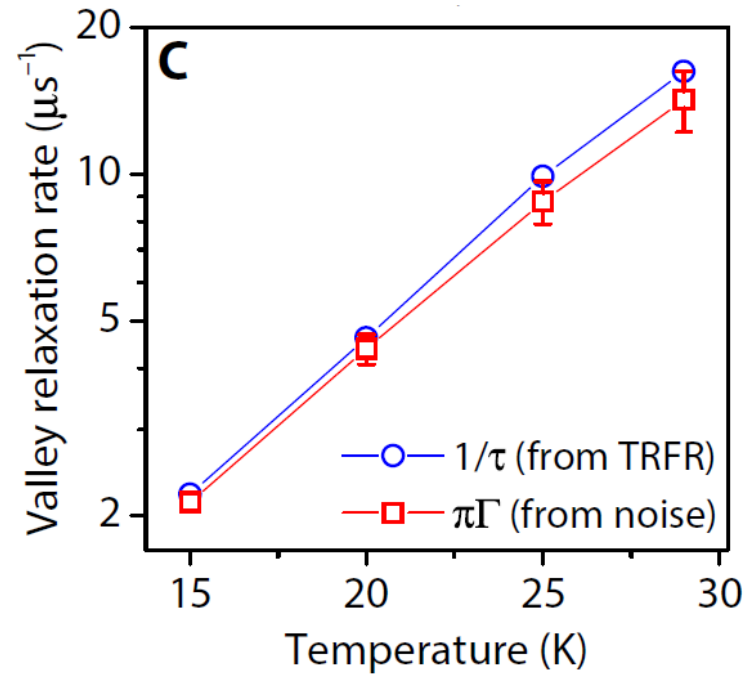 C
Valley relaxation rate (μs⁻¹)
20
10
5
2
1/τ (from TRFR)
πΓ (from noise)
15 20 25 30
Temperature (K)